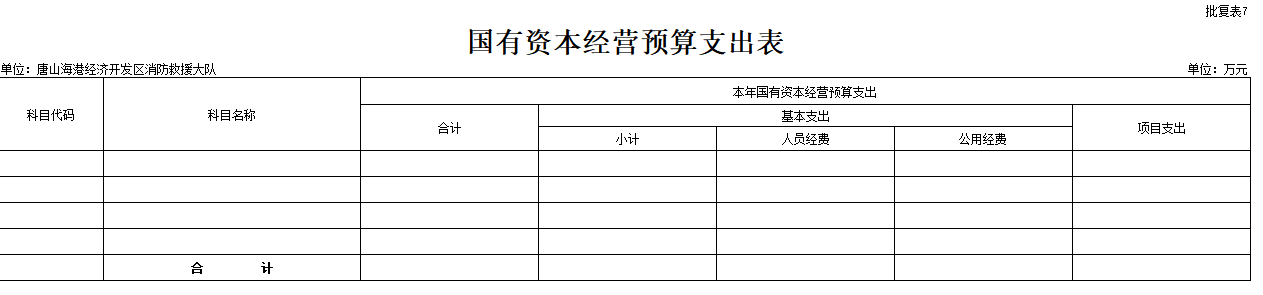 批复表7
国有资本经营预算支出表
单位：唐山海港经济开发区消防救援大队 单位：万元
科目代码 科目名称 本年国有资本经营预算支出
合计 基本支出 项目支出
小计 人员经费 公用经费
合 计